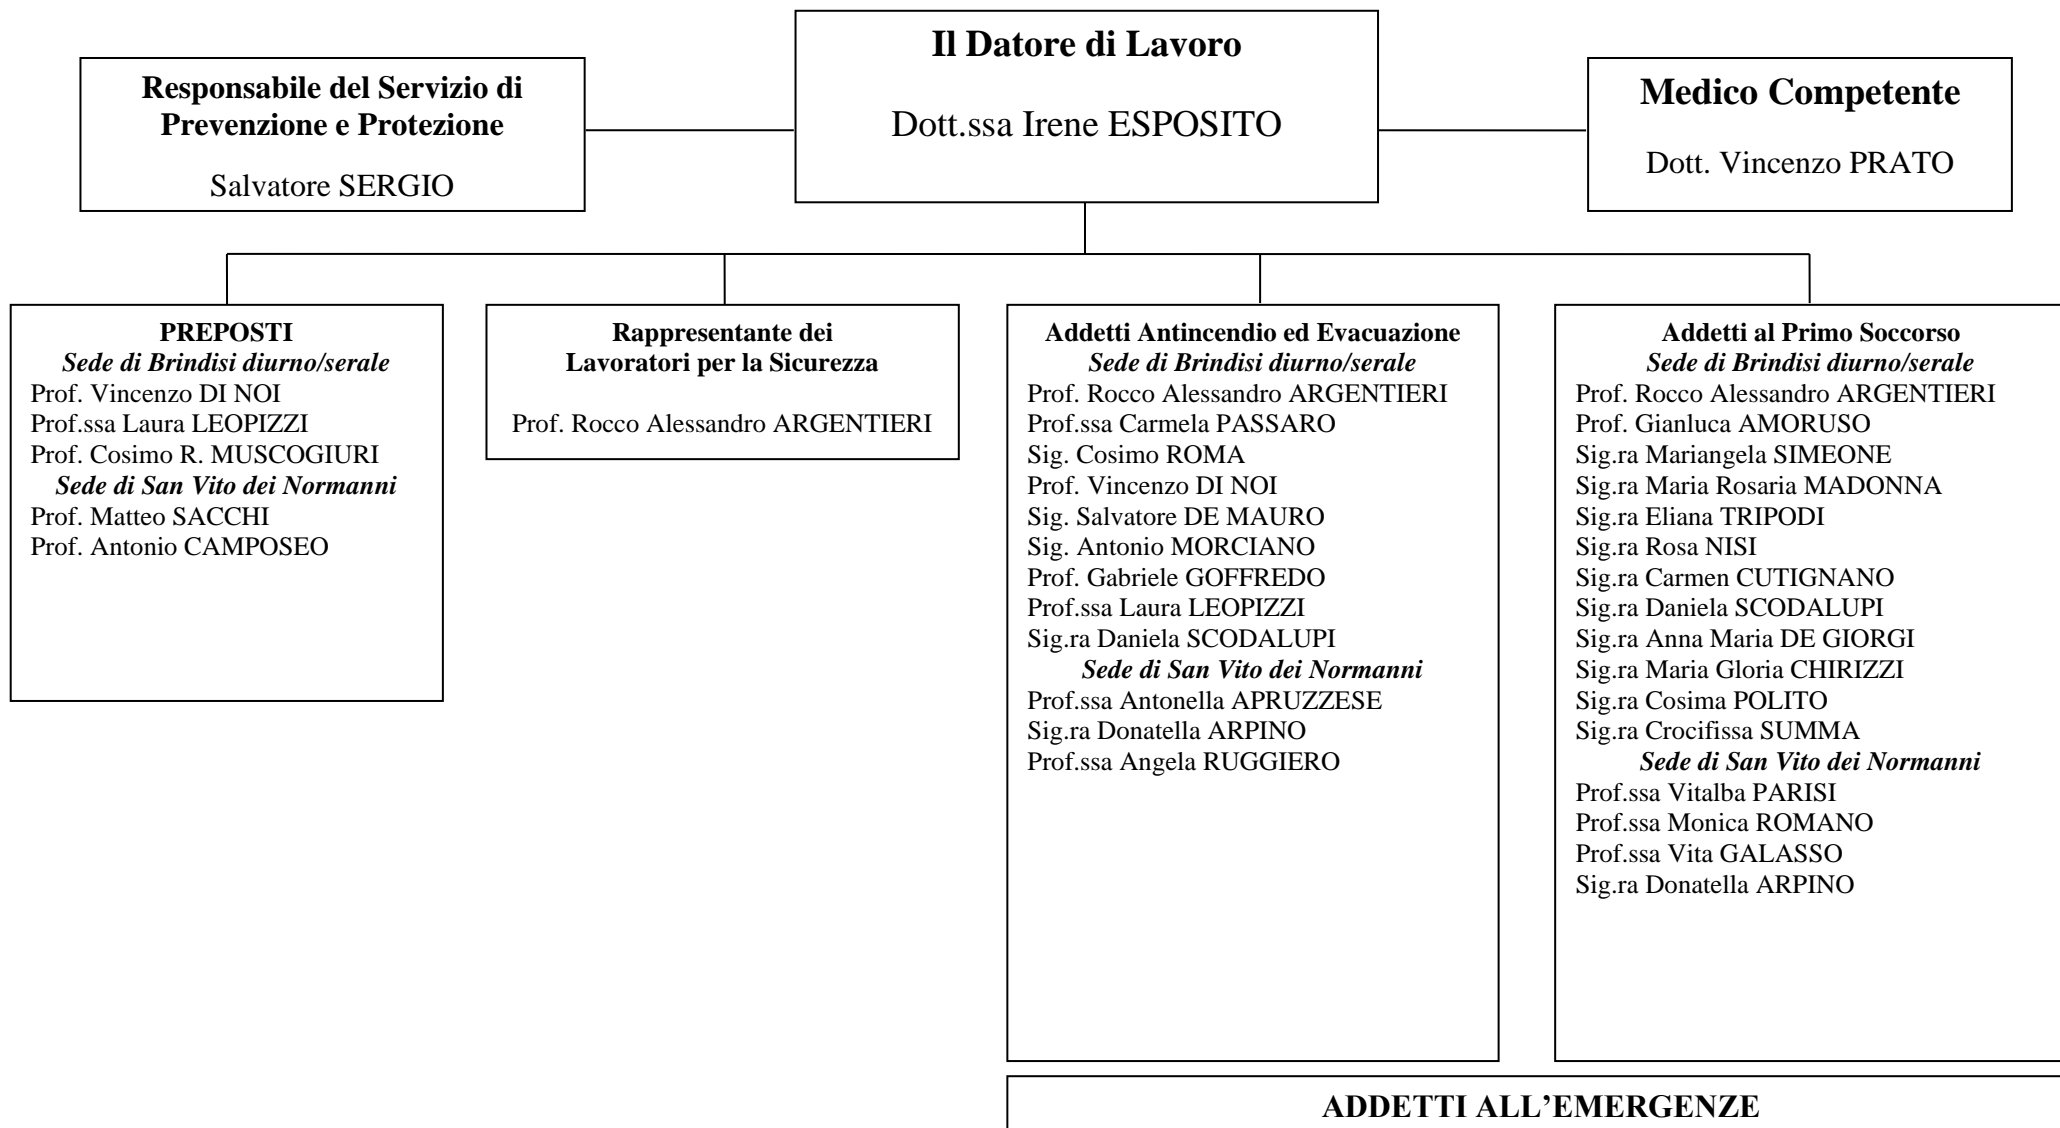 Il Datore di Lavoro
Dott.ssa Irene ESPOSITO
Responsabile del Servizio di
Prevenzione e Protezione
Salvatore SERGIO
Medico Competente
Dott. Vincenzo PRATO
PREPOSTI
Sede di Brindisi diurno/serale
Prof. Vincenzo DI NOI
Prof.ssa Laura LEOPIZZI
Prof. Cosimo R. MUSCOGIURI
Sede di San Vito dei Normanni
Prof. Matteo SACCHI
Prof. Antonio CAMPOSEO
Rappresentante dei
Lavoratori per la Sicurezza
Prof. Rocco Alessandro ARGENTIERI
Addetti Antincendio ed Evacuazione
Sede di Brindisi diurno/serale
Prof. Rocco Alessandro ARGENTIERI
Prof.ssa Carmela PASSARO
Sig. Cosimo ROMA
Prof. Vincenzo DI NOI
Sig. Salvatore DE MAURO
Sig. Antonio MORCIANO
Prof. Gabriele GOFFREDO
Prof.ssa Laura LEOPIZZI
Sig.ra Daniela SCODALUPI
Sede di San Vito dei Normanni
Prof.ssa Antonella APRUZZESE
Sig.ra Donatella ARPINO
Prof.ssa Angela RUGGIERO
Addetti al Primo Soccorso
Sede di Brindisi diurno/serale
Prof. Rocco Alessandro ARGENTIERI
Prof. Gianluca AMORUSO
Sig.ra Mariangela SIMEONE
Sig.ra Maria Rosaria MADONNA
Sig.ra Eliana TRIPODI
Sig.ra Rosa NISI
Sig.ra Carmen CUTIGNANO
Sig.ra Daniela SCODALUPI
Sig.ra Anna Maria DE GIORGI
Sig.ra Maria Gloria CHIRIZZI
Sig.ra Cosima POLITO
Sig.ra Crocifissa SUMMA
Sede di San Vito dei Normanni
Prof.ssa Vitalba PARISI
Prof.ssa Monica ROMANO
Prof.ssa Vita GALASSO
Sig.ra Donatella ARPINO
ADDETTI ALL’EMERGENZE